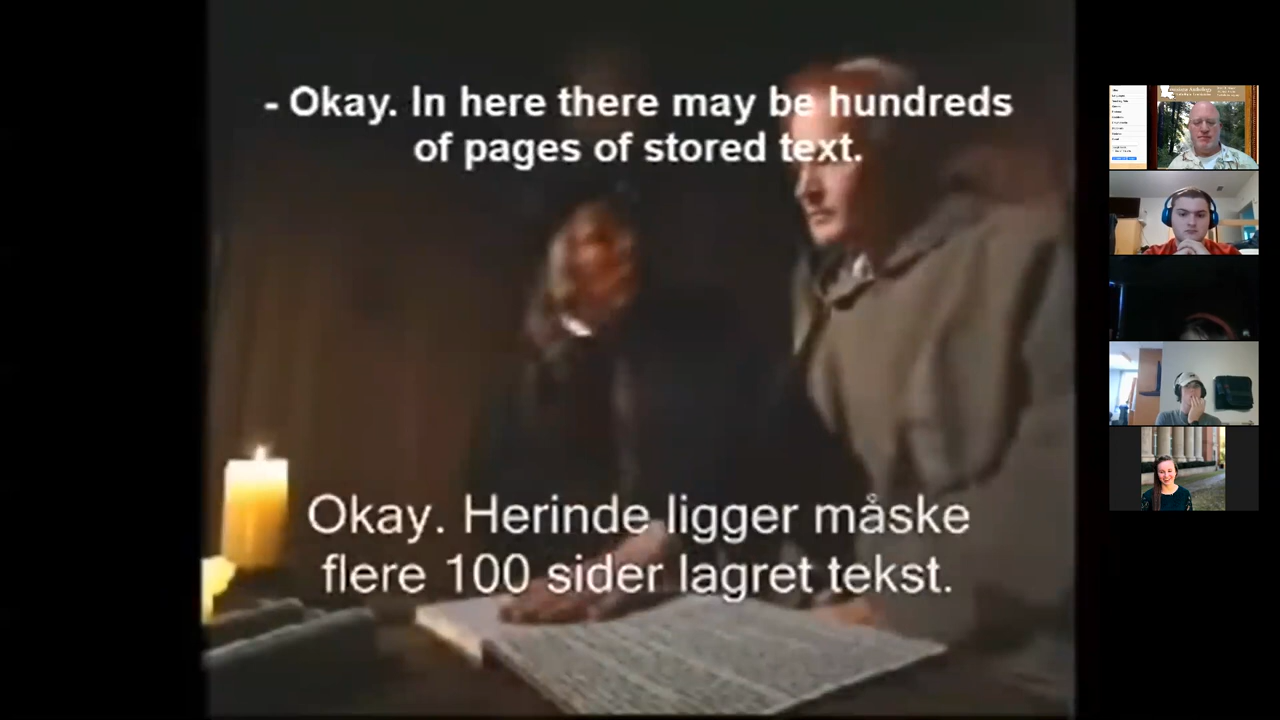 - Okay. In here there may be hundreds
of pages of stored text.
Okay. Herinde ligger måske
flere 100 sider lagret tekst.